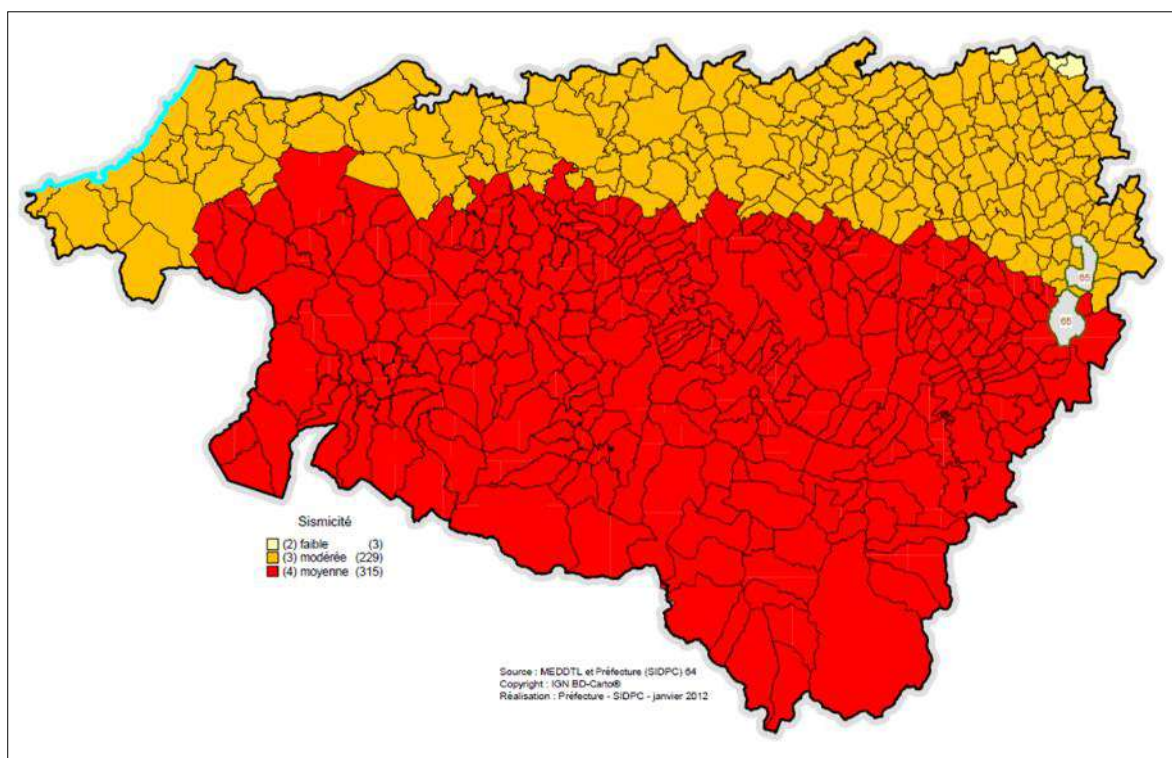 65
65
Sismicité
(2) faible (3)
(3) modérée (229)
(4) moyenne (315)
Source : MEDDTL et Préfecture (SIDPC) 64
Copyright : IGN BD-Carto®
Réalisation : Préfecture - SIDPC - janvier 2012